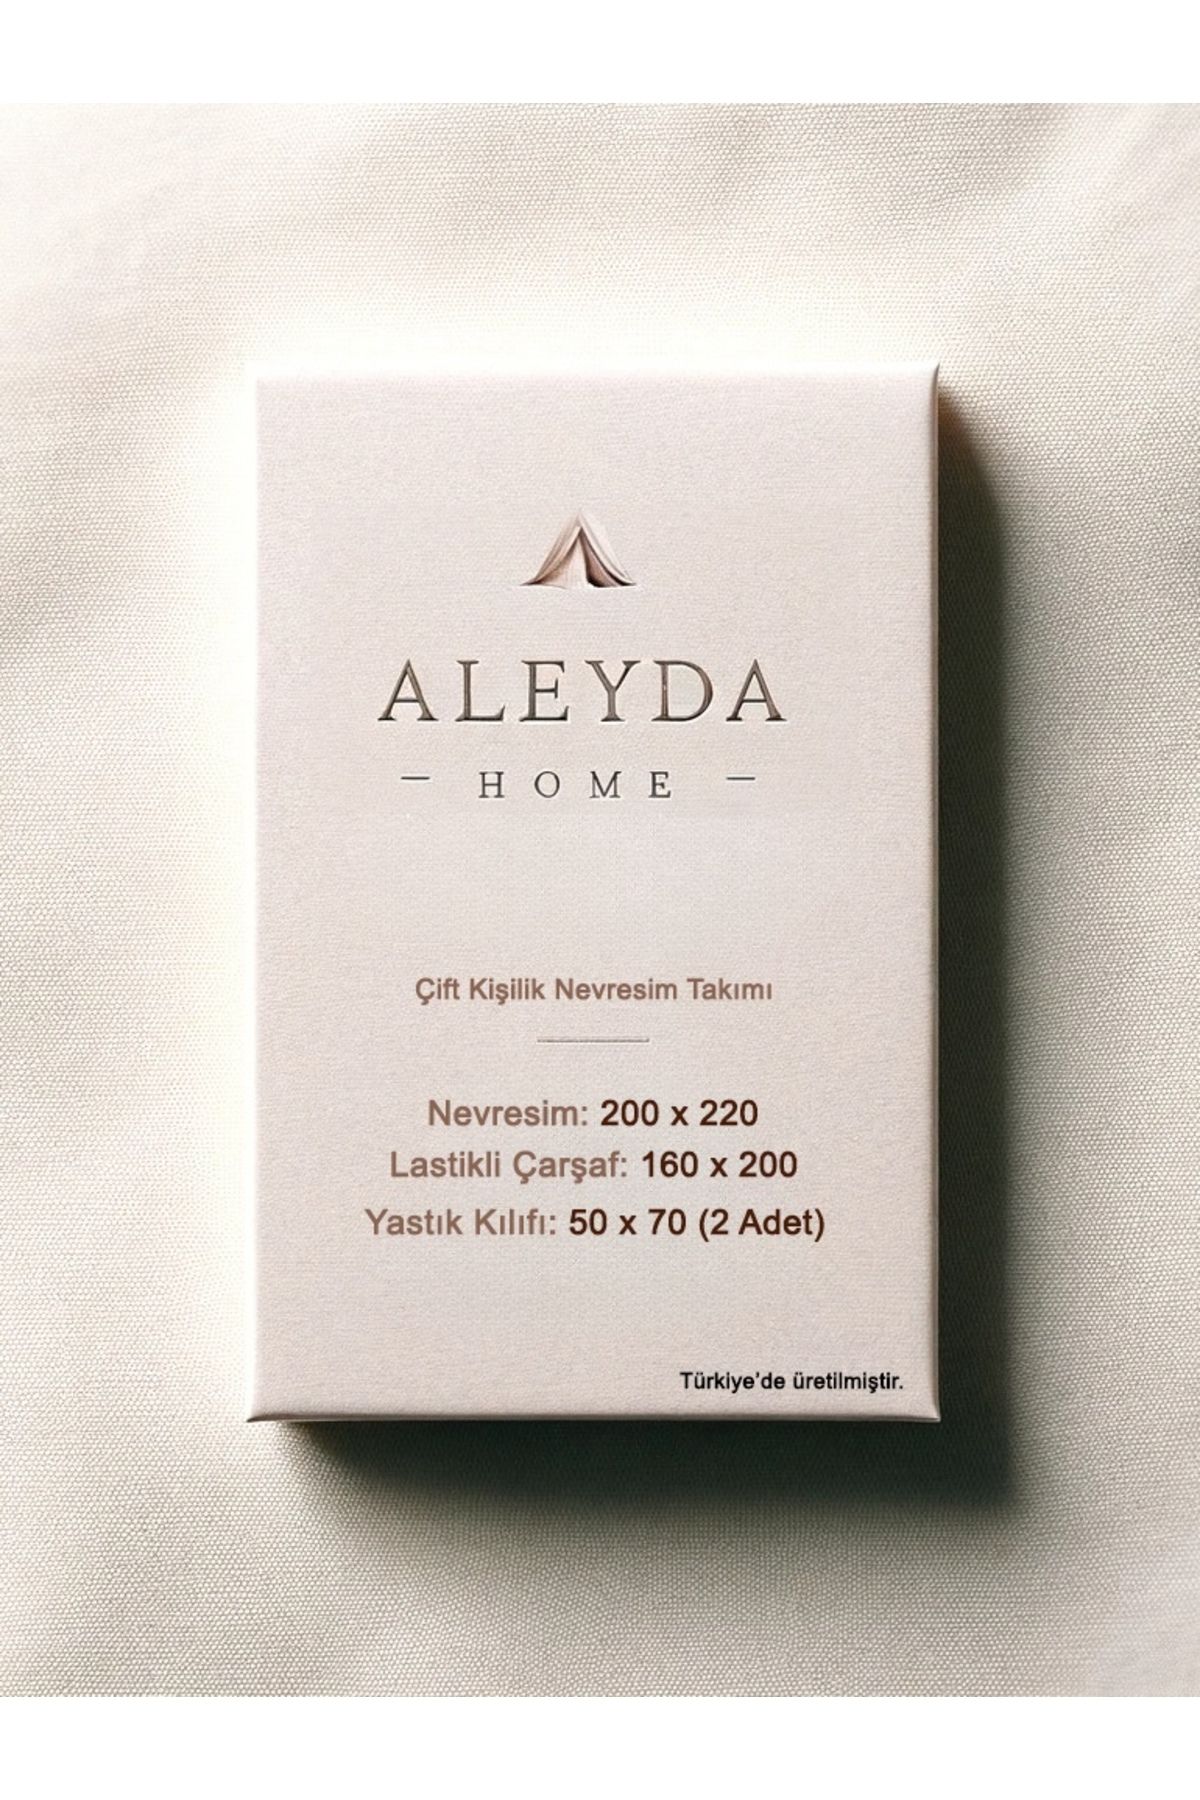 ALEYDA
- HOME -
Çift Kişilik Nevresim Takımı
Nevresim: 200 x 220
Lastikli Çarşaf: 160 x 200
Yastık Kılıfı: 50 x 70 (2 Adet)
Türkiye'de üretilmiştir.